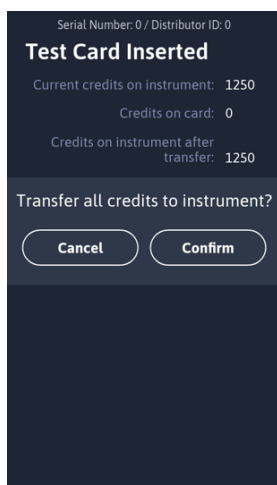 Serial Number: 0 / Distributor ID: 0
Test Card Inserted
Current credits on instrument: 1250
Credits on card: 0
Credits on instrument after
transfer: 1250
Transfer all credits to instrument?
Cancel Confirm